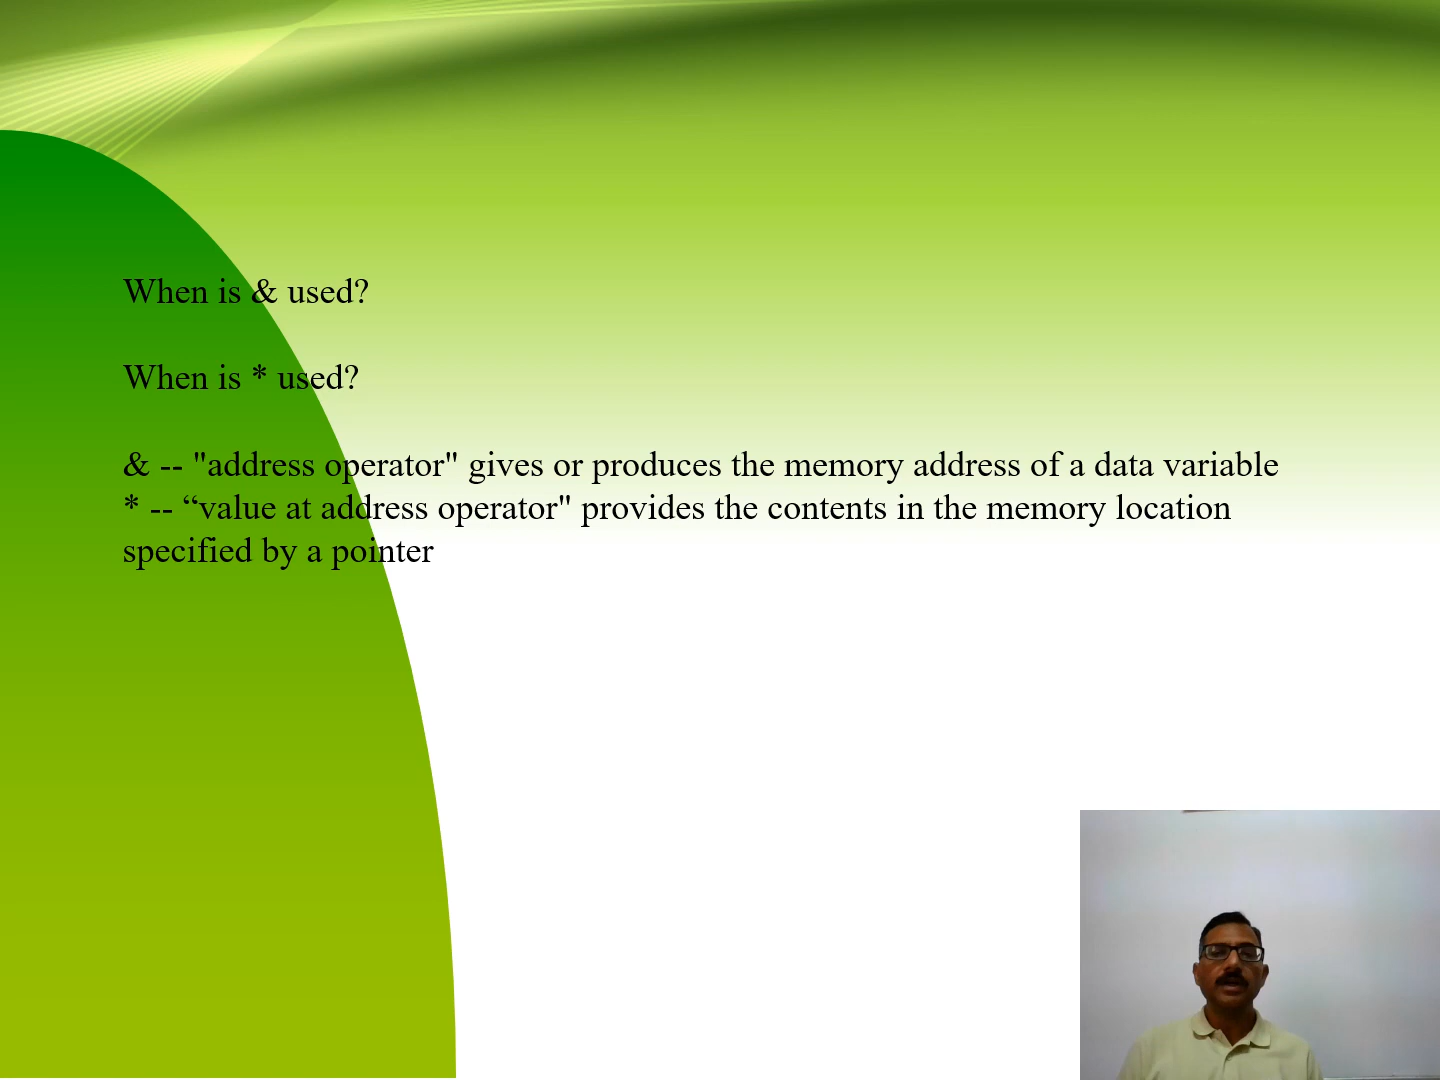 When is & used?
When is * used?
& -- "address operator" gives or produces the memory address of a data variable
* -- “value at address operator" provides the contents in the memory location
specified by a pointer